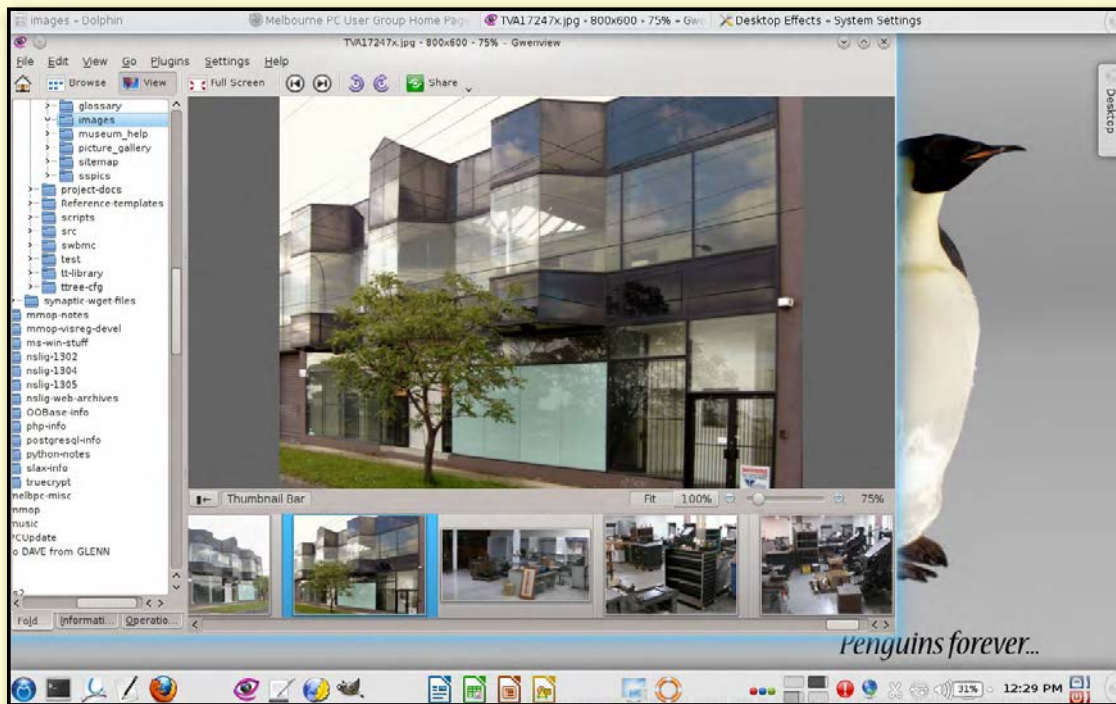 images – Dolphin
Melbourne PC User Group Home Page
TVA17247x.jpg - 800x600 - 75% – Gwe
Desktop Effects – System Settings
TVA17247x.jpg - 800x600 - 75% – Gwenview
File Edit View Go Plugins Settings Help
Browse View Full Screen Share
Desktop
glossary
images
museum_help
picture_gallery
sitemap
sspics
project-docs
Reference-templates
scripts
src
swbmc
test
tt-library
ttree-cfg
synaptic-wget-files
mmop-notes
mmop-visreg-devel
ms-win-stuff
nslig-1302
nslig-1304
nslig-1305
nslig-web-archives
OOBase-info
php-info
postgresql-info
python-notes
slax-info
truecrypt
melbpc-misc
mmop
music
PCUpdate
o DAVE from GLENN
WARNING
Thumbnail Bar Fit 100% 75%
Fold Informati... Operatio...
Penguins forever...
31% 12:29 PM